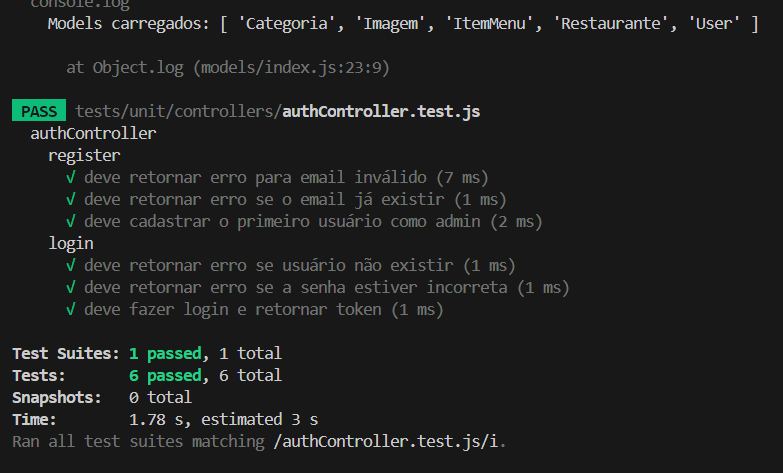 console.log
Models carregados: [ 'Categoria', 'Imagem', 'ItemMenu', 'Restaurante', 'User' ]
at Object.log (models/index.js:23:9)
PASS tests/unit/controllers/authController.test.js
authController
register
√ deve retornar erro para email inválido (7 ms)
√ deve retornar erro se o email já existir (1 ms)
√ deve cadastrar o primeiro usuário como admin (2 ms)
login
√ deve retornar erro se usuário não existir (1 ms)
√ deve retornar erro se a senha estiver incorreta (1 ms)
√ deve fazer login e retornar token (1 ms)
Test Suites: 1 passed, 1 total
Tests: 6 passed, 6 total
Snapshots: 0 total
Time: 1.78 s, estimated 3 s
Ran all test suites matching /authController.test.js/i.